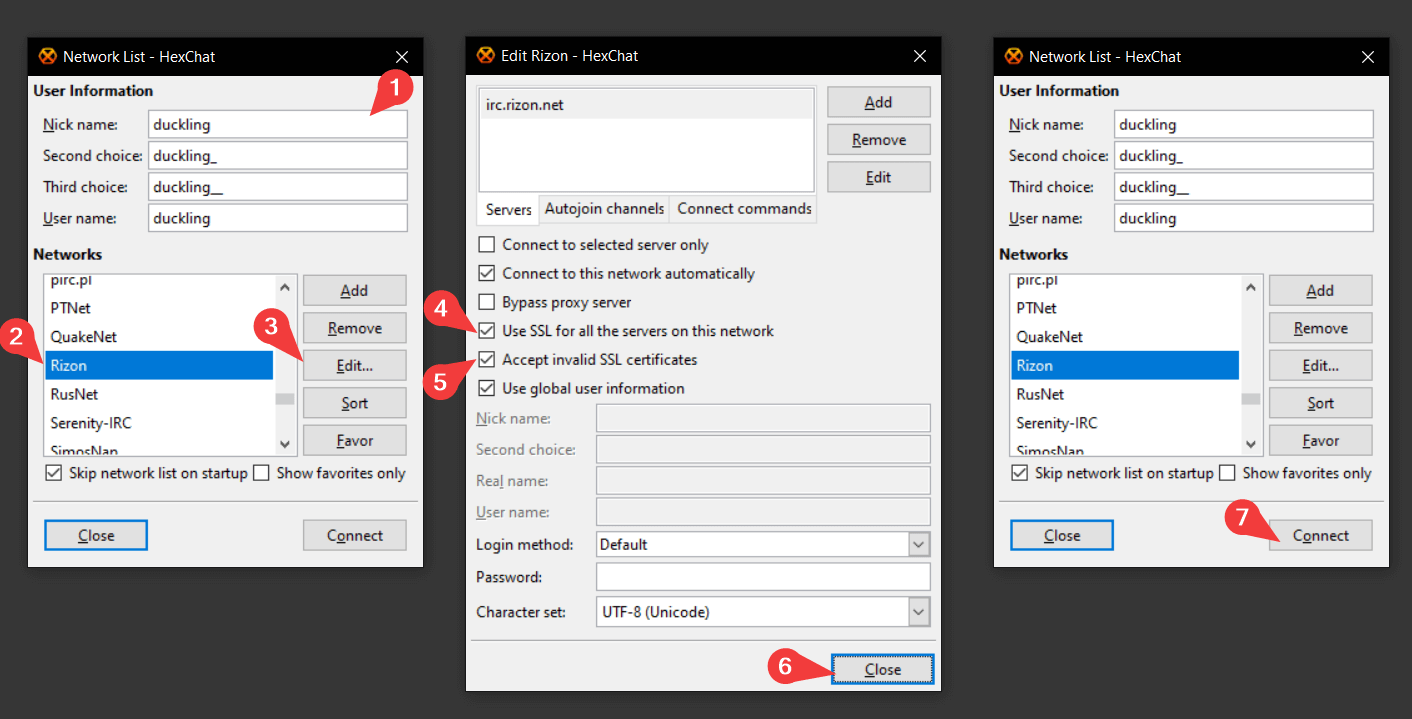 Network List - HexChat
User Information
1
Nick name: duckling
Second choice: duckling_
Third choice: duckling__
User name: duckling
Networks
pirc.pl
PTNet
QuakeNet
Rizon
RusNet
Serenity-IRC
SimosNap
2
3
Add
Remove
Edit...
Sort
Favor
Skip network list on startup Show favorites only
Close Connect
Edit Rizon - HexChat
irc.rizon.net
Add
Remove
Edit
Servers Autojoin channels Connect commands
Connect to selected server only
Connect to this network automatically
Bypass proxy server
4
Use SSL for all the servers on this network
5
Accept invalid SSL certificates
Use global user information
Nick name:
Second choice:
Real name:
User name:
Login method: Default
Password:
Character set: UTF-8 (Unicode)
6
Close
Network List - HexChat
User Information
Nick name: duckling
Second choice: duckling_
Third choice: duckling__
User name: duckling
Networks
pirc.pl
PTNet
QuakeNet
Rizon
RusNet
Serenity-IRC
SimosNap
Add
Remove
Edit...
Sort
Favor
Skip network list on startup Show favorites only
7
Close Connect